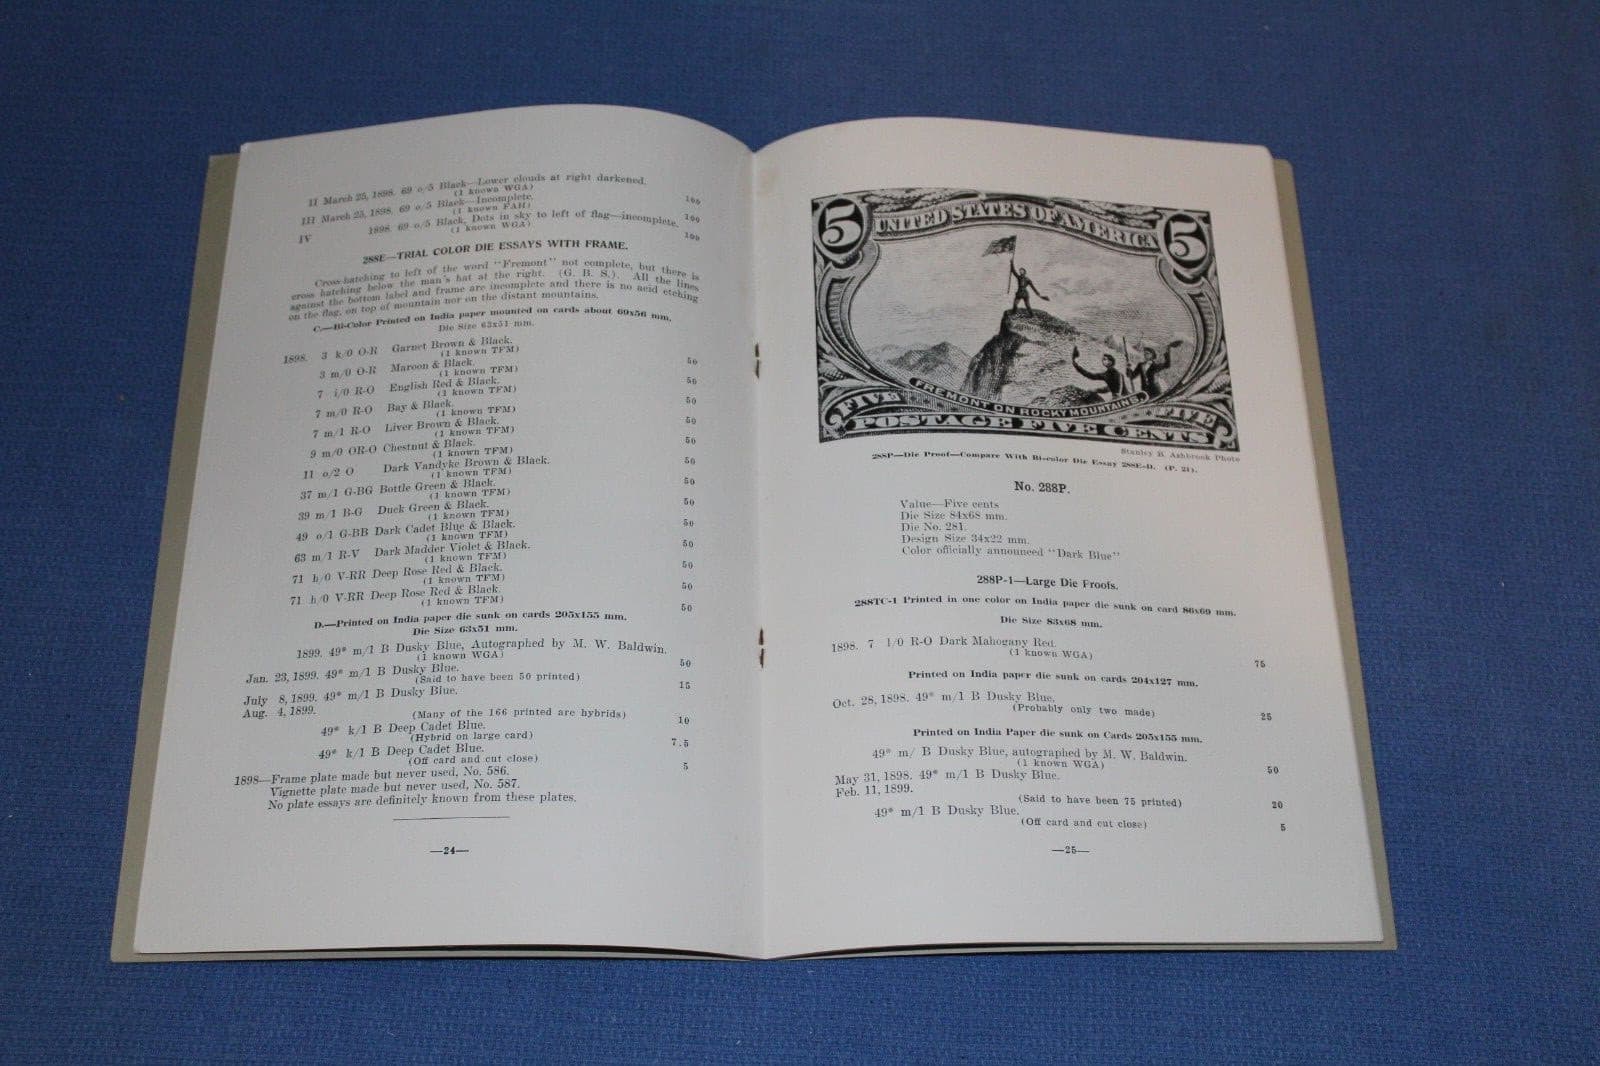 II March 25, 1898. 69 o/5 Black—Lower clouds at right darkened.
(1 known WGA) 100
III March 25, 1898. 69 o/5 Black—Incomplete.
(1 known FAH) 100
IV 1898. 69 o/5 Black, Dots in sky to left of flag—incomplete.
(1 known WGA) 100
288E—TRIAL COLOR DIE ESSAYS WITH FRAME.
Cross-hatching to left of the word "Fremont" not complete, but there is
cross hatching below the man's hat at the right. (G. B. S.). All the lines
against the bottom label and frame are incomplete and there is no acid etching
on the flag, on top of mountain nor on the distant mountains.
C.—Bi-Color Printed on India paper mounted on cards about 69x56 mm.
Die Size 63x51 mm.
1898. 3 k/0 O-R Garnet Brown & Black.
(1 known TFM) 50
3 m/0 O-R Maroon & Black.
(1 known TFM) 50
7 i/0 R-O English Red & Black.
(1 known TFM) 50
7 m/0 R-O Bay & Black.
(1 known TFM) 50
7 m/1 R-O Liver Brown & Black.
(1 known TFM) 50
9 m/0 OR-O Chestnut & Black.
(1 known TFM) 50
11 o/2 O Dark Vandyke Brown & Black.
(1 known TFM) 50
37 m/1 G-BG Bottle Green & Black.
(1 known TFM) 50
39 m/1 B-G Duck Green & Black.
(1 known TFM) 50
49 o/1 G-BB Dark Cadet Blue & Black.
(1 known TFM) 50
63 m/1 R-V Dark Madder Violet & Black.
(1 known TFM) 50
71 h/0 V-RR Deep Rose Red & Black.
(1 known TFM) 50
71 h/0 V-RR Deep Rose Red & Black.
(1 known TFM) 50
D.—Printed on India paper die sunk on cards 205x155 mm.
Die Size 63x51 mm.
1899. 49* m/1 B Dusky Blue, Autographed by M. W. Baldwin.
(1 known WGA) 50
Jan. 23, 1899. 49* m/1 B Dusky Blue.
(Said to have been 50 printed) 15
July 8, 1899. 49* m/1 B Dusky Blue.
Aug. 4, 1899.
(Many of the 166 printed are hybrids) 10
49* k/1 B Deep Cadet Blue.
(Hybrid on large card) 7.5
49* k/1 B Deep Cadet Blue.
(Off card and cut close) 5
1898—Frame plate made but never used, No. 586.
Vignette plate made but never used, No. 587.
No plate essays are definitely known from these plates.
—24—
5 5
UNITED STATES OF AMERICA
FREMONT ON ROCKY MOUNTAINS.
FIVE FIVE
POSTAGE FIVE CENTS
Stanley B. Ashbrook Photo
288P—Die Proof—Compare With Bi-color Die Essay 288E-D. (P. 21).
No. 288P.
Value—Five cents
Die Size 84x68 mm.
Die No. 281.
Design Size 34x22 mm.
Color officially announced "Dark Blue"
288P-1—Large Die Proofs.
288TC-1 Printed in one color on India paper die sunk on card 86x69 mm.
Die Size 83x68 mm.
1898. 7 l/0 R-O Dark Mahogany Red.
(1 known WGA) 75
Printed on India paper die sunk on cards 204x127 mm.
Oct. 28, 1898. 49* m/1 B Dusky Blue.
(Probably only two made) 25
Printed on India Paper die sunk on Cards 205x155 mm.
49* m/ B Dusky Blue, autographed by M. W. Baldwin.
(1 known WGA) 50
May 31, 1898. 49* m/1 B Dusky Blue.
Feb. 11, 1899.
(Said to have been 75 printed) 20
49* m/1 B Dusky Blue.
(Off card and cut close) 5
—25—